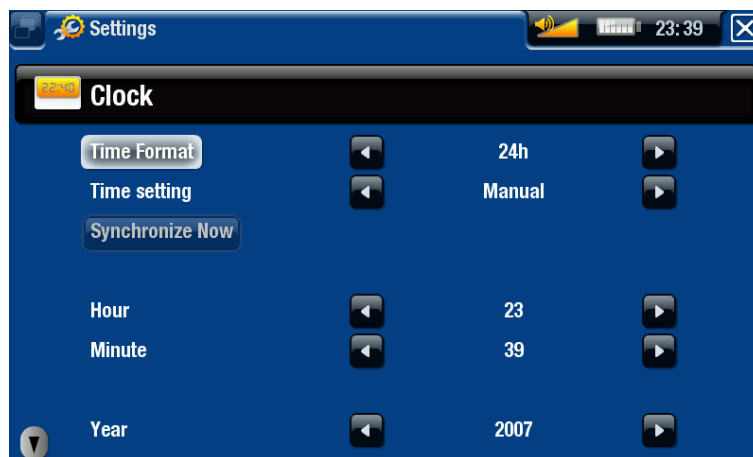 Settings
23:39
22:40
Clock
Time Format 24h
Time setting Manual
Synchronize Now
Hour 23
Minute 39
Year 2007